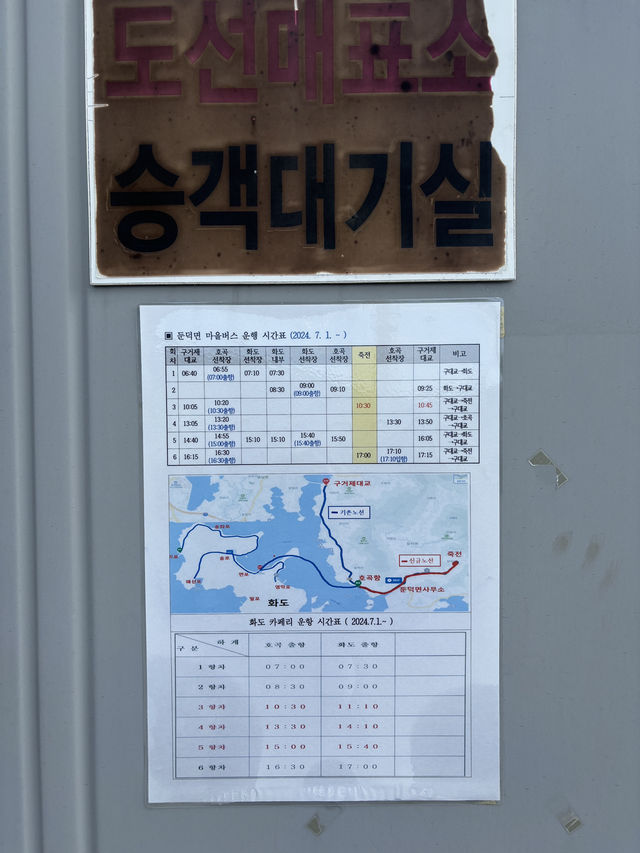 도선매표소
승객대기실
▣ 둔덕면 마을버스 운행 시간표 (2024. 7. 1. ~ )
회차 구거제대교 호곡선착장 화도선착장 화도내부 화도선착장 호곡선착장 죽전 호곡선착장 구거제대교 비고
1 06:40 06:55 (07:00출항) 07:10 07:30 구대교→화도
2 08:30 09:00 (09:00출항) 09:10 09:25 화도→구대교
3 10:05 10:20 (10:30출항) 10:30 10:45 구대교→죽전→구대교
4 13:05 13:20 (13:30출항) 13:30 13:50 구대교→호곡→구대교
5 14:40 14:55 (15:00출항) 15:10 15:10 15:40 (15:40출항) 15:50 16:05 구대교→화도→구대교
6 16:15 16:30 (16:30출항) 17:00 17:10 (17:10입항) 17:15 구대교→죽전→구대교
구거제대교
기존노선
죽전
신규노선
호곡항
둔덕면사무소
화도
화도 카페리 운항 시간표 ( 2024.7.1.~ )
구분 하계 호곡 출항 화도 출항
1 항차 07:00 07:30
2 항차 08:30 09:00
3 항차 10:30 11:10
4 항차 13:30 14:10
5 항차 15:00 15:40
6 항차 16:30 17:00